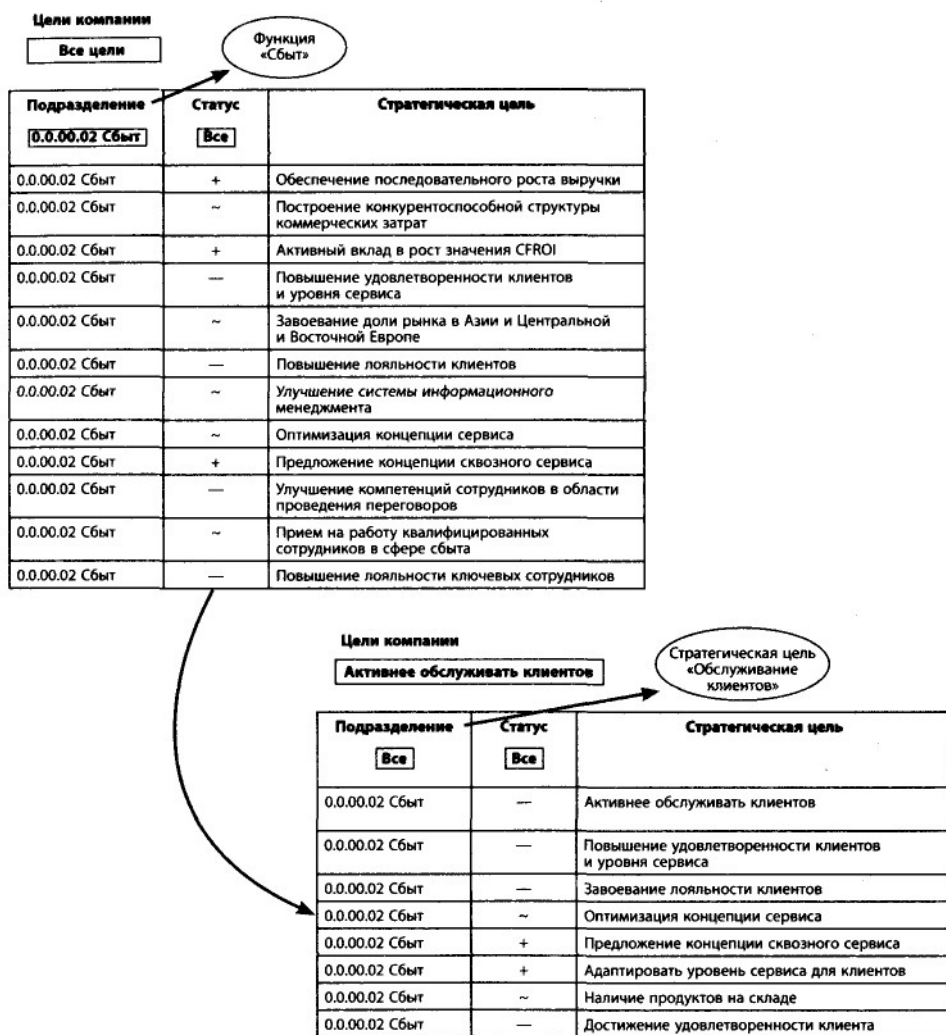 Цели компании
Все цели
Функция
«Сбыт»
Подразделение Статус Стратегическая цель
0.0.00.02 Сбыт Все
0.0.00.02 Сбыт + Обеспечение последовательного роста выручки
0.0.00.02 Сбыт ~ Построение конкурентоспособной структуры
коммерческих затрат
0.0.00.02 Сбыт + Активный вклад в рост значения CFROI
0.0.00.02 Сбыт — Повышение удовлетворенности клиентов
и уровня сервиса
0.0.00.02 Сбыт ~ Завоевание доли рынка в Азии и Центральной
и Восточной Европе
0.0.00.02 Сбыт — Повышение лояльности клиентов
0.0.00.02 Сбыт ~ Улучшение системы информационного
менеджмента
0.0.00.02 Сбыт ~ Оптимизация концепции сервиса
0.0.00.02 Сбыт + Предложение концепции сквозного сервиса
0.0.00.02 Сбыт — Улучшение компетенций сотрудников в области
проведения переговоров
0.0.00.02 Сбыт ~ Прием на работу квалифицированных
сотрудников в сфере сбыта
0.0.00.02 Сбыт — Повышение лояльности ключевых сотрудников
Цели компании
Активнее обслуживать клиентов
Стратегическая цель
«Обслуживание
клиентов»
Подразделение Статус Стратегическая цель
Все Все
0.0.00.02 Сбыт — Активнее обслуживать клиентов
0.0.00.02 Сбыт — Повышение удовлетворенности клиентов
и уровня сервиса
0.0.00.02 Сбыт — Завоевание лояльности клиентов
0.0.00.02 Сбыт ~ Оптимизация концепции сервиса
0.0.00.02 Сбыт + Предложение концепции сквозного сервиса
0.0.00.02 Сбыт + Адаптировать уровень сервиса для клиентов
0.0.00.02 Сбыт ~ Наличие продуктов на складе
0.0.00.02 Сбыт — Достижение удовлетворенности клиента